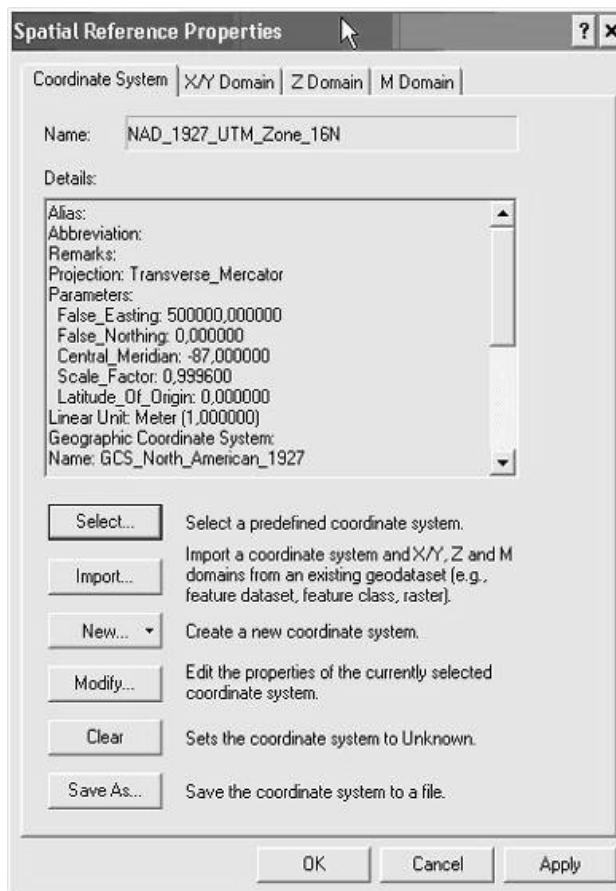 Spatial Reference Properties
Coordinate System X/Y Domain Z Domain M Domain
Name: NAD_1927_UTM_Zone_16N
Details:
Alias:
Abbreviation:
Remarks:
Projection: Transverse_Mercator
Parameters:
False_Easting: 500000,000000
False_Northing: 0,000000
Central_Meridian: -87,000000
Scale_Factor: 0,999600
Latitude_Of_Origin: 0,000000
Linear Unit: Meter (1,000000)
Geographic Coordinate System:
Name: GCS_North_American_1927
Select... Select a predefined coordinate system.
Import... Import a coordinate system and X/Y, Z and M
domains from an existing geodataset (e.g.,
feature dataset, feature class, raster).
New... Create a new coordinate system.
Modify... Edit the properties of the currently selected
coordinate system.
Clear Sets the coordinate system to Unknown.
Save As... Save the coordinate system to a file.
OK Cancel Apply